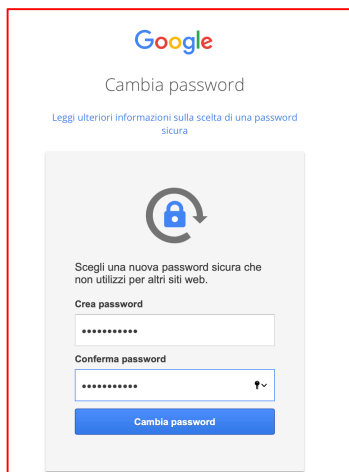 Google
Cambia password
Leggi ulteriori informazioni sulla scelta di una password
sicura
Scegli una nuova password sicura che
non utilizzi per altri siti web.
Crea password
•••••••••••
Conferma password
•••••••••••
Cambia password